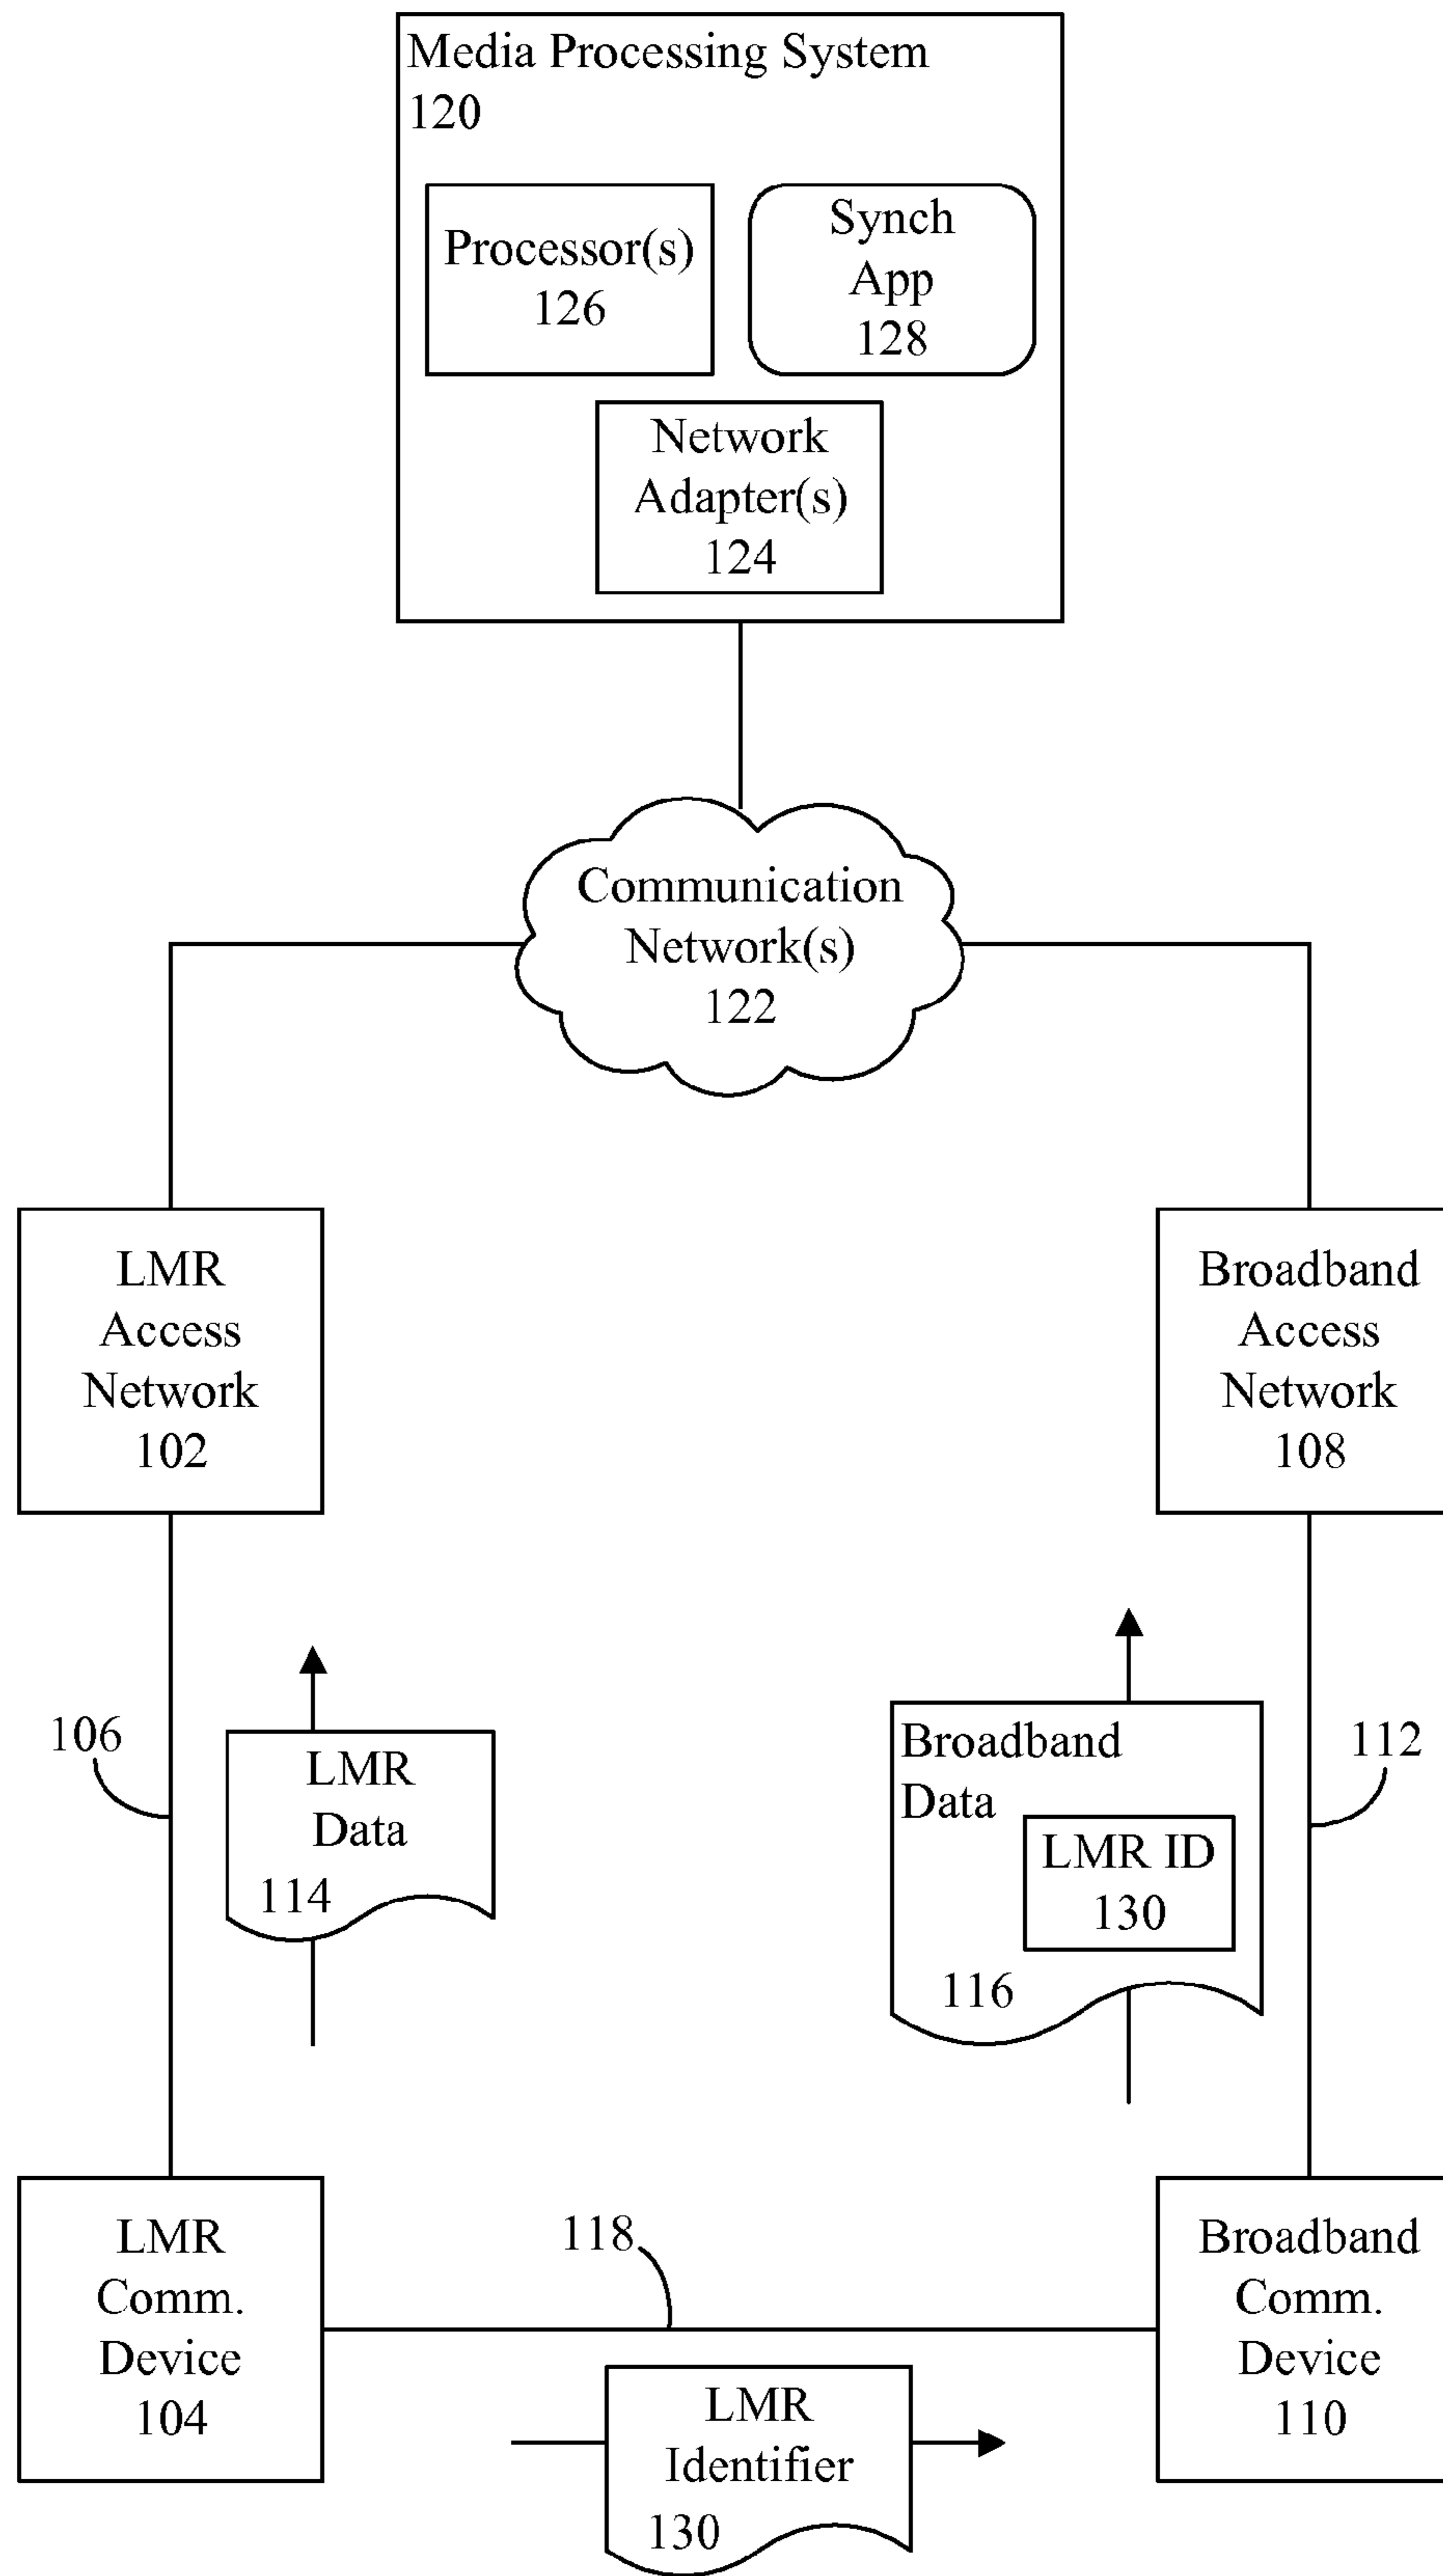 Media Processing System
120
Processor(s)
126
Synch
App
128
Network
Adapter(s)
124
Communication
Network(s)
122
LMR
Access
Network
102
Broadband
Access
Network
108
106
LMR
Data
114
Broadband
Data
LMR ID
130
116
112
LMR
Comm.
Device
104
118
LMR
Identifier
130
Broadband
Comm.
Device
110